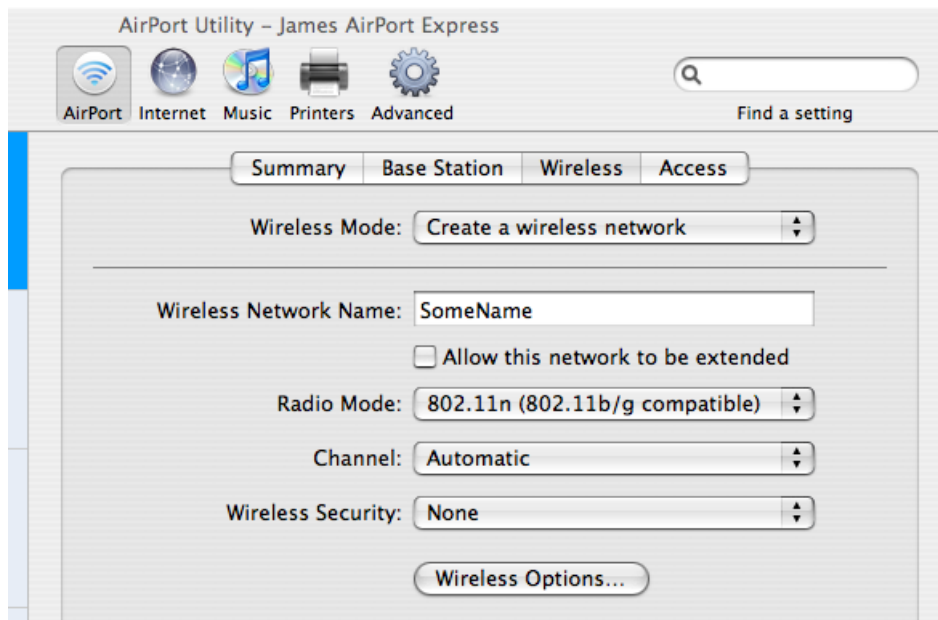 AirPort Utility – James AirPort Express
AirPort Internet Music Printers Advanced Find a setting
Summary Base Station Wireless Access
Wireless Mode: Create a wireless network
Wireless Network Name: SomeName
Allow this network to be extended
Radio Mode: 802.11n (802.11b/g compatible)
Channel: Automatic
Wireless Security: None
Wireless Options...